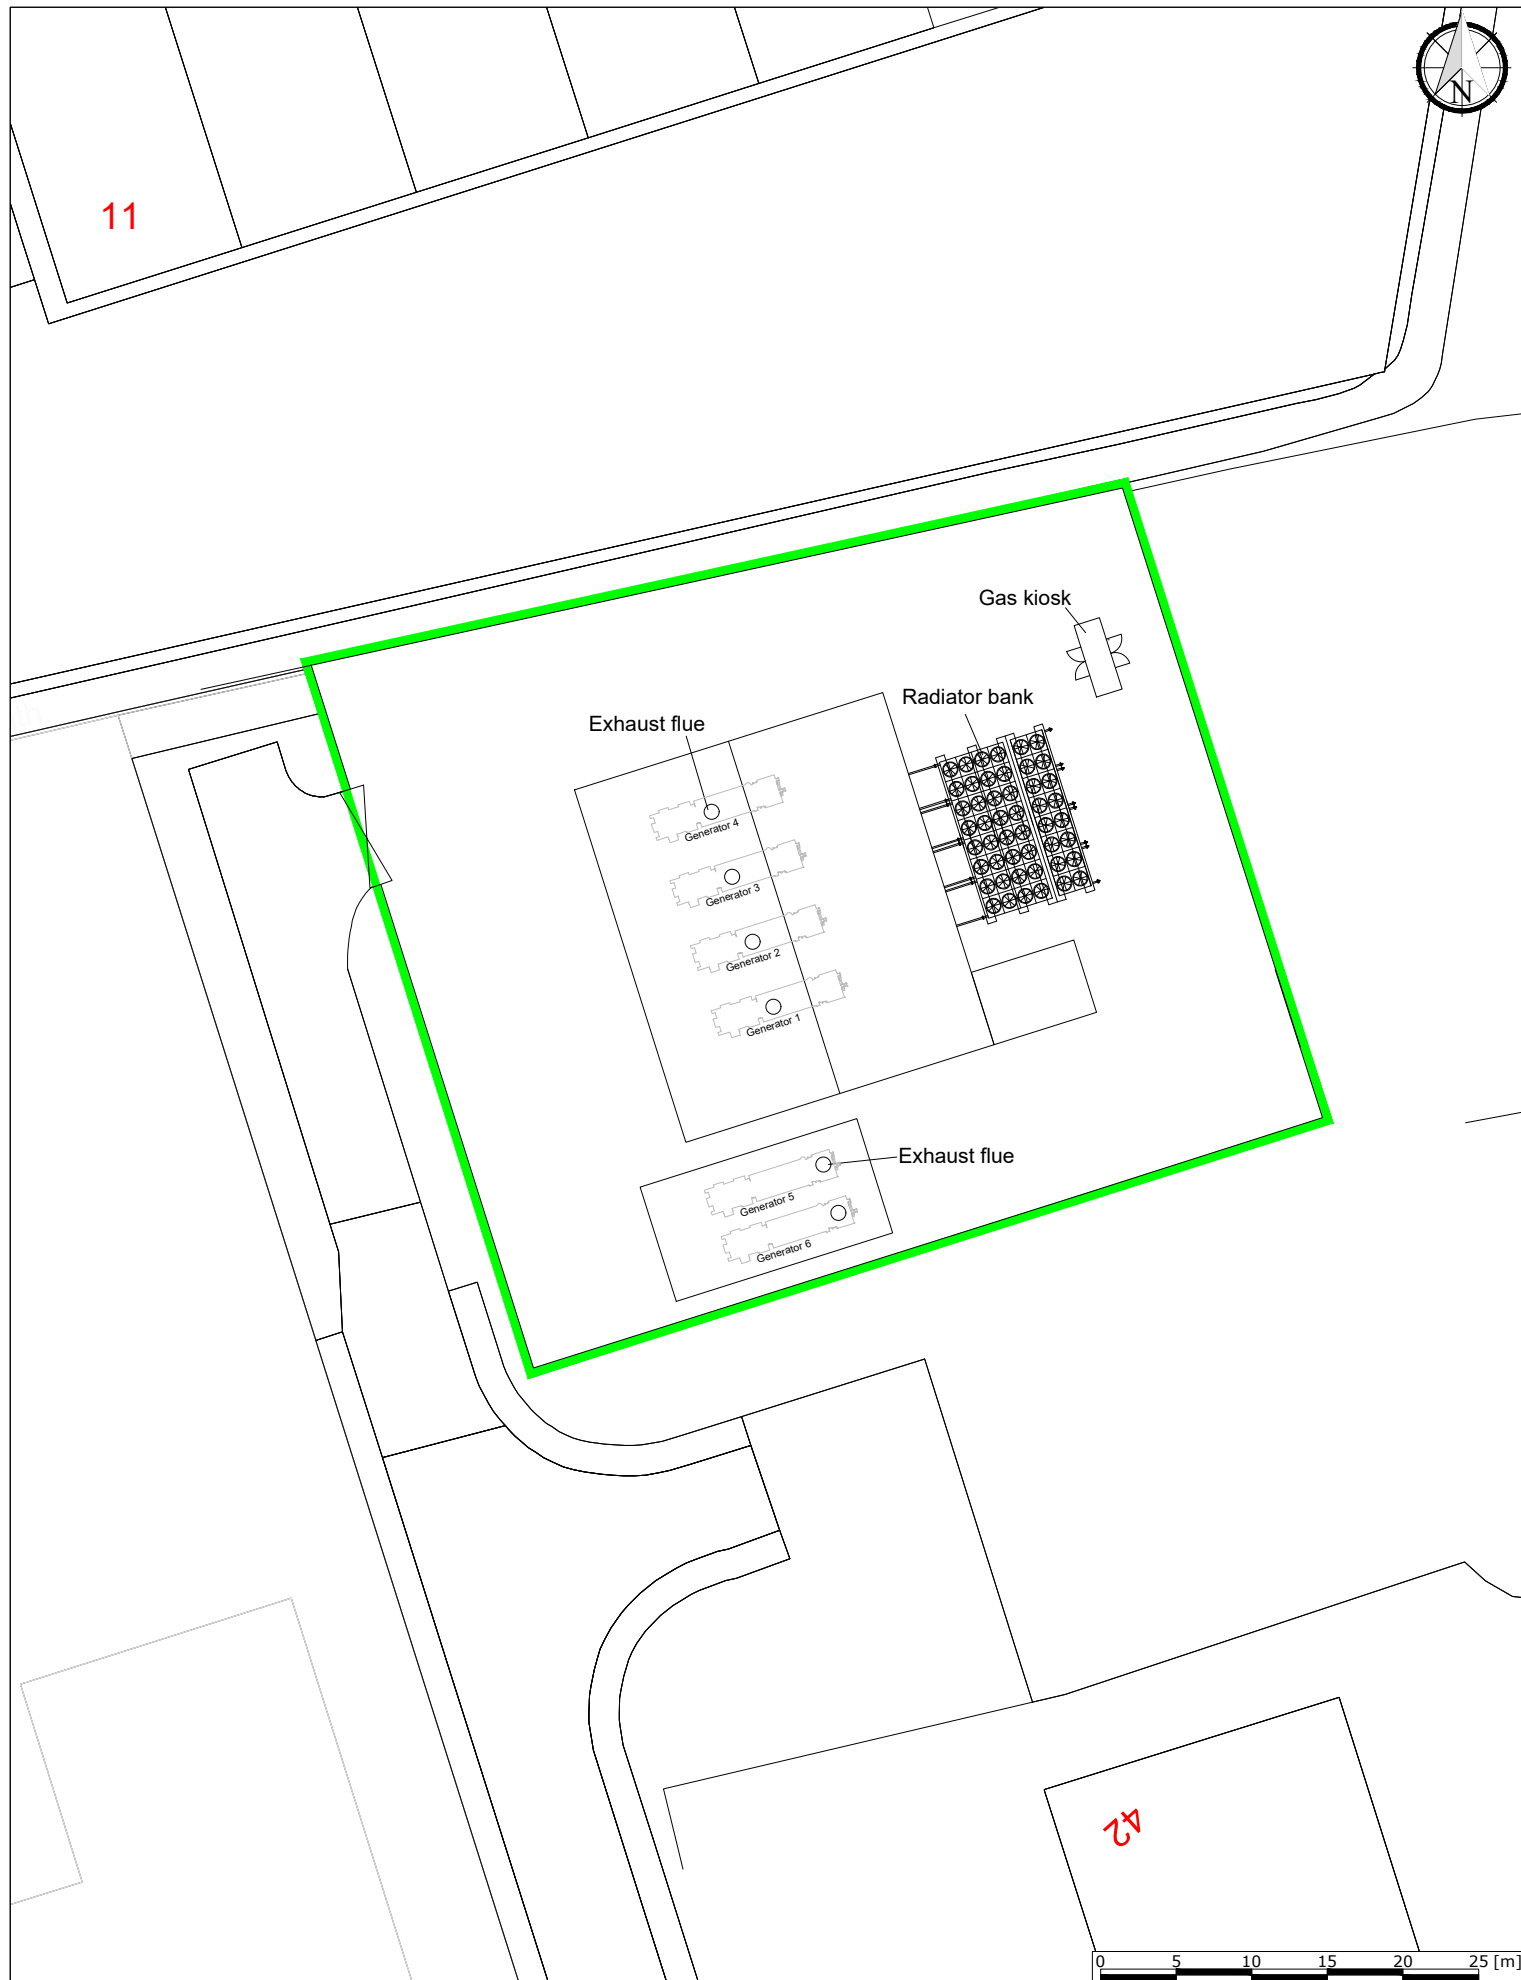 N
11
Gas kiosk
Radiator bank
Exhaust flue
Generator 4
Generator 3
Generator 2
Generator 1
Exhaust flue
Generator 5
Generator 6
42
0 5 10 15 20 25 [m]